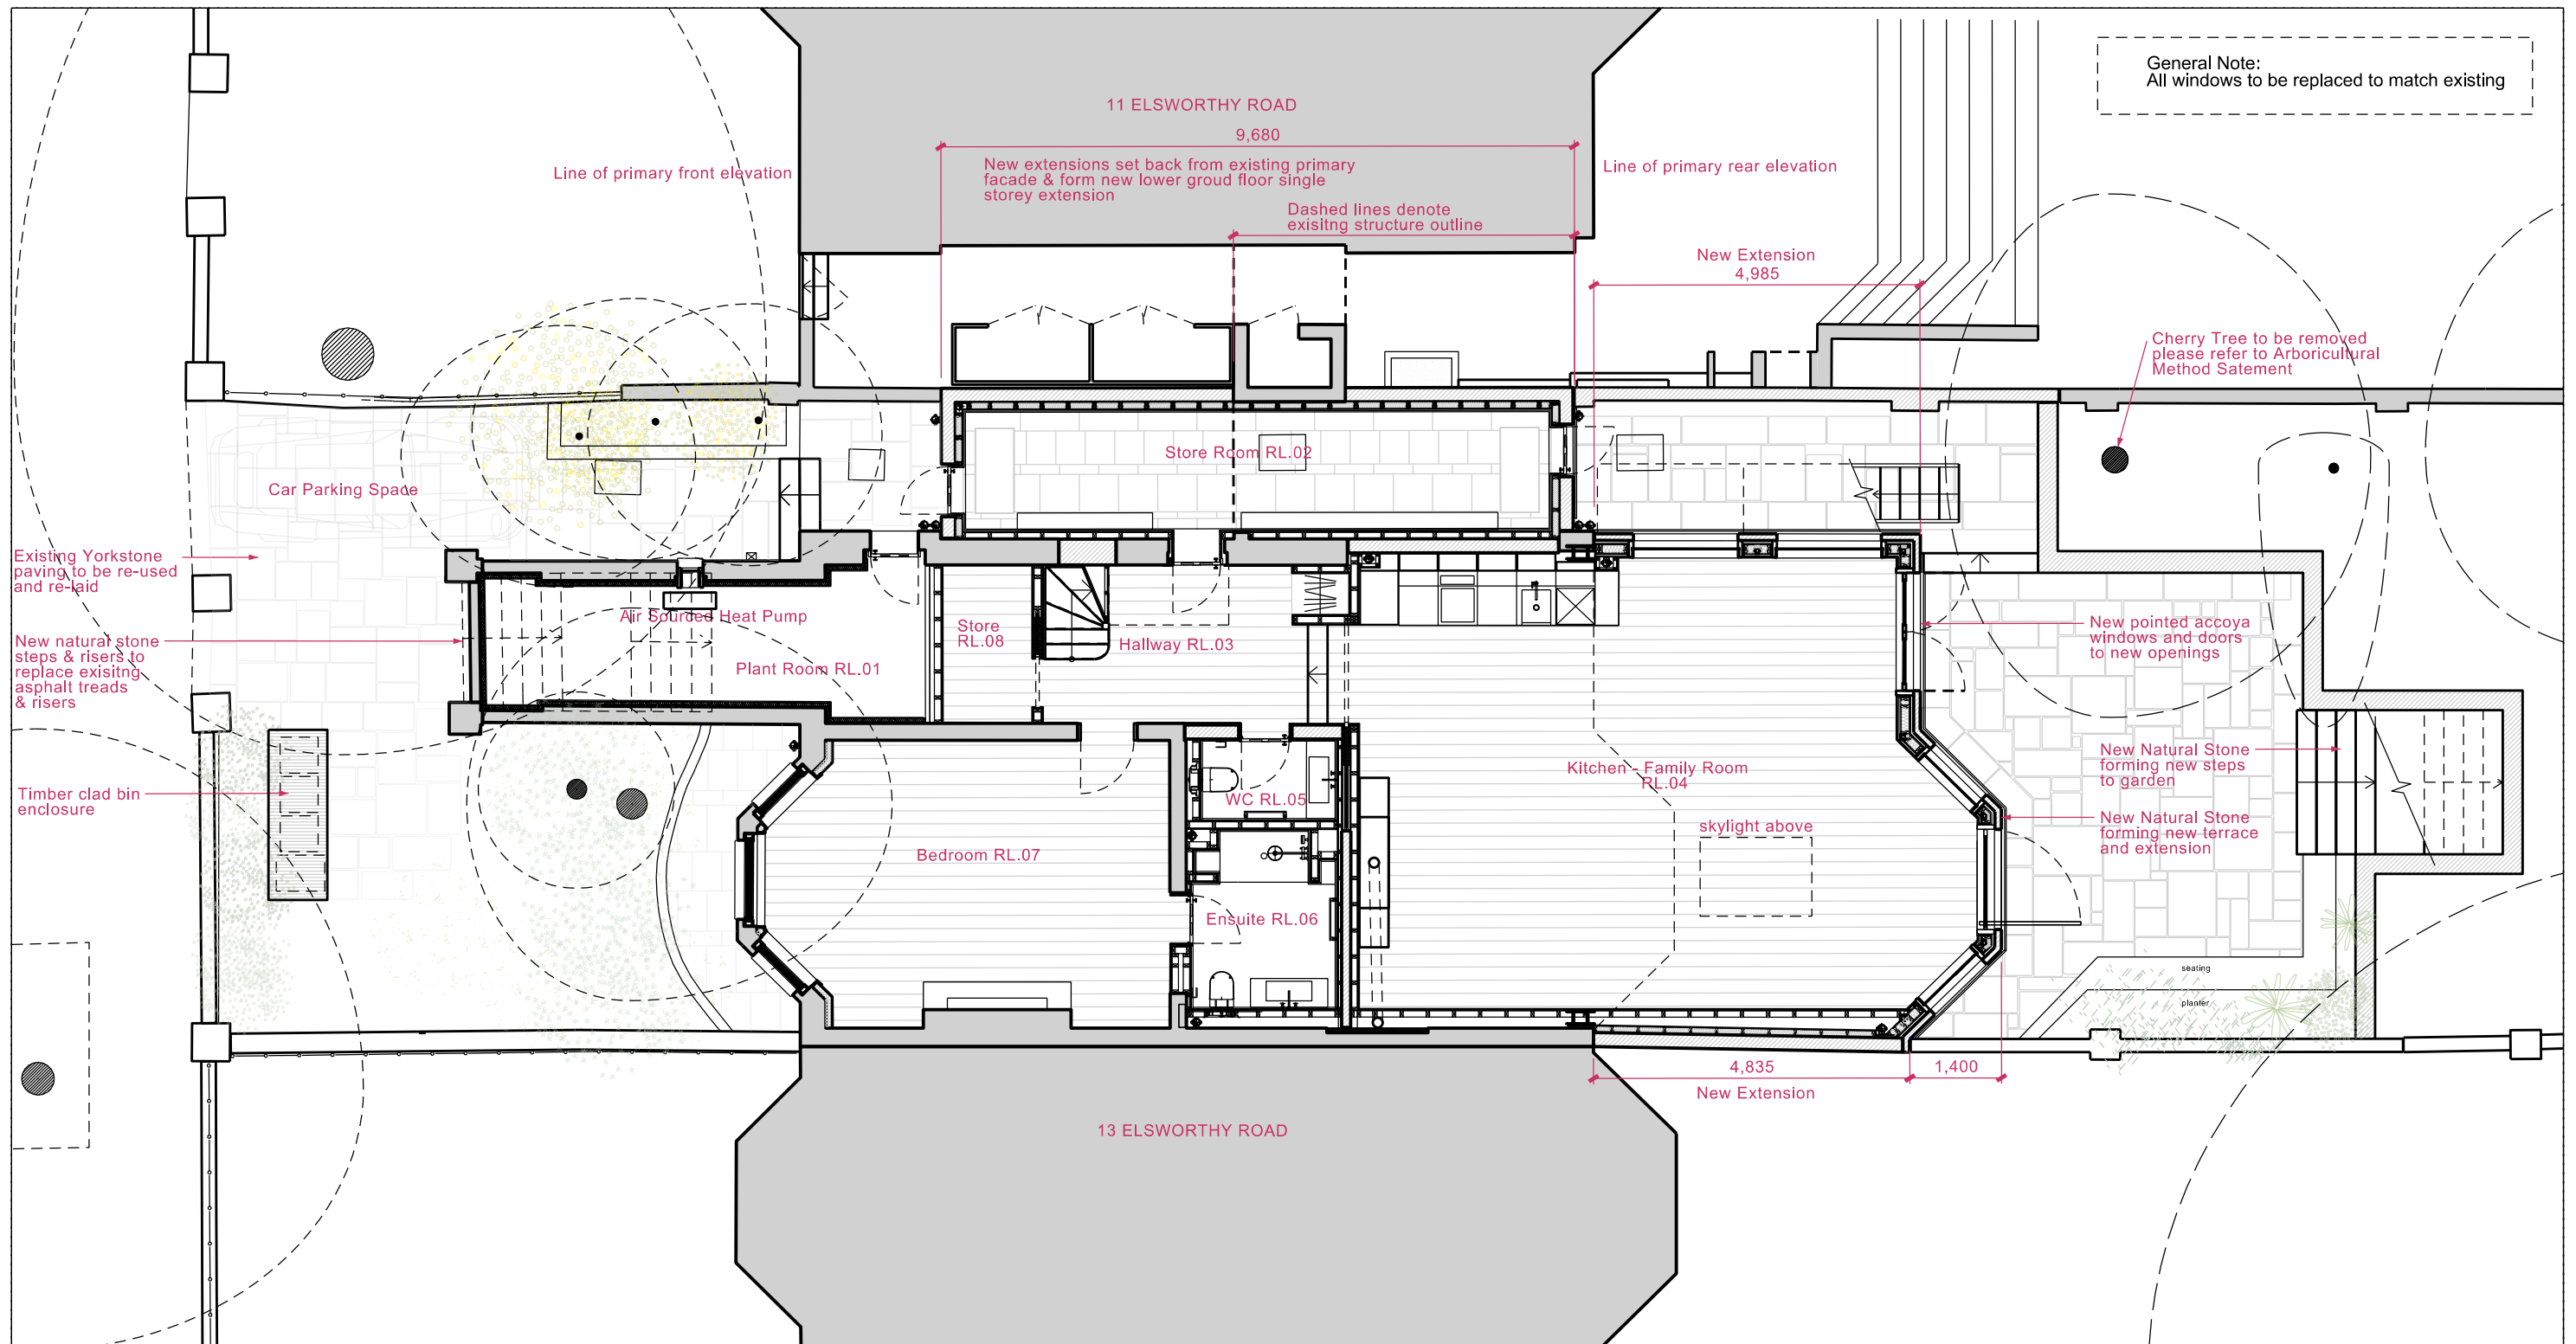 General Note:
All windows to be replaced to match existing
11 ELSWORTHY ROAD
9,680
Line of primary front elevation
New extensions set back from existing primary
facade & form new lower groud floor single
storey extension
Line of primary rear elevation
Dashed lines denote
exisitng structure outline
New Extension
4,985
Cherry Tree to be removed
please refer to Arboricultural
Method Satement
Store Room RL.02
Car Parking Space
Existing Yorkstone
paving to be re-used
and re-laid
Air Sourced Heat Pump
Store
RL.08
Hallway RL.03
New pointed accoya
windows and doors
to new openings
New natural stone
steps & risers to
replace exisitng
asphalt treads
& risers
Plant Room RL.01
New Natural Stone
forming new steps
to garden
Kitchen - Family Room
RL.04
Timber clad bin
enclosure
WC RL.05
skylight above
New Natural Stone
forming new terrace
and extension
Bedroom RL.07
Ensuite RL.06
seating
planter
4,835
1,400
New Extension
13 ELSWORTHY ROAD